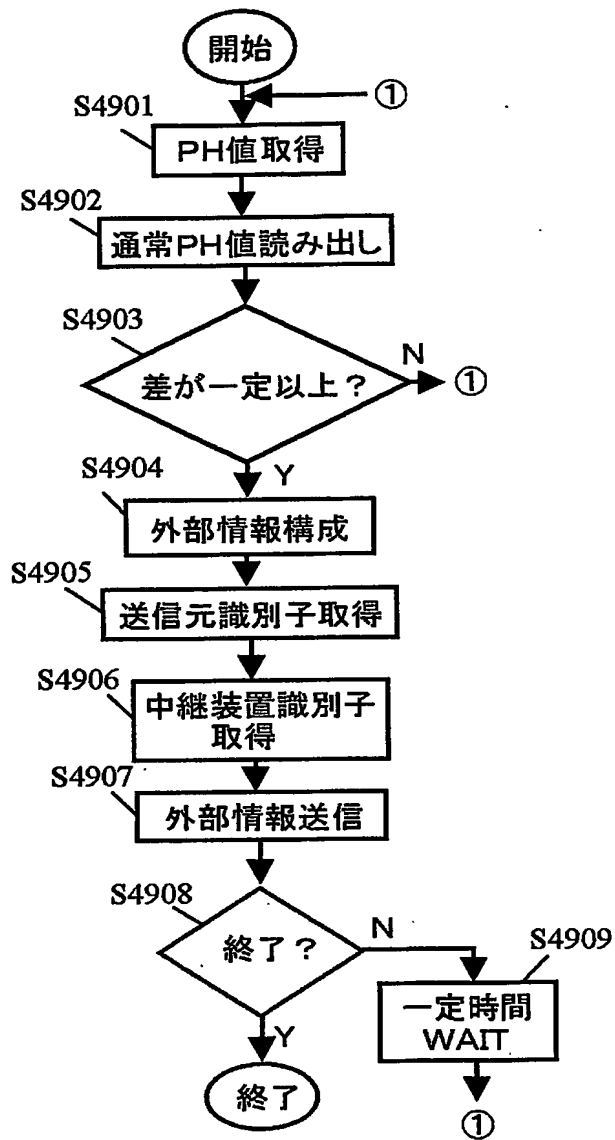 開始
①
S4901
PH値取得
S4902
通常PH値読み出し
S4903
差が一定以上？
N
①
Y
S4904
外部情報構成
S4905
送信元識別子取得
S4906
中継装置識別子
取得
S4907
外部情報送信
S4908
終了？
N
S4909
一定時間
WAIT
①
Y
終了